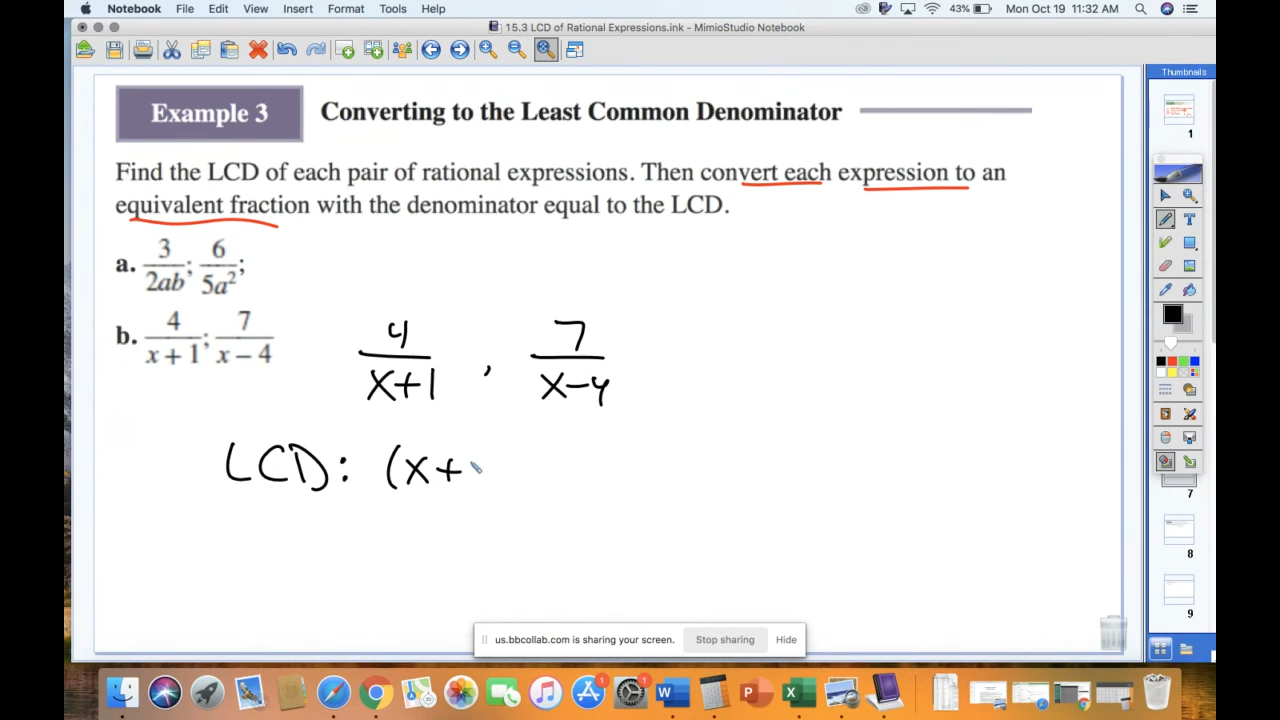 Notebook File Edit View Insert Format Tools Help 43% Mon Oct 19 11:32 AM
15.3 LCD of Rational Expressions.ink - MimioStudio Notebook
Thumbnails
Example 3 Converting to the Least Common Denominator
Find the LCD of each pair of rational expressions. Then convert each expression to an
equivalent fraction with the denominator equal to the LCD.
a. 3/2ab; 6/5a²;
b. 4/x + 1; 7/x − 4
4/x+1 , 7/x-4
LCD: (x+
1
7
8
9
us.bbcollab.com is sharing your screen. Stop sharing Hide